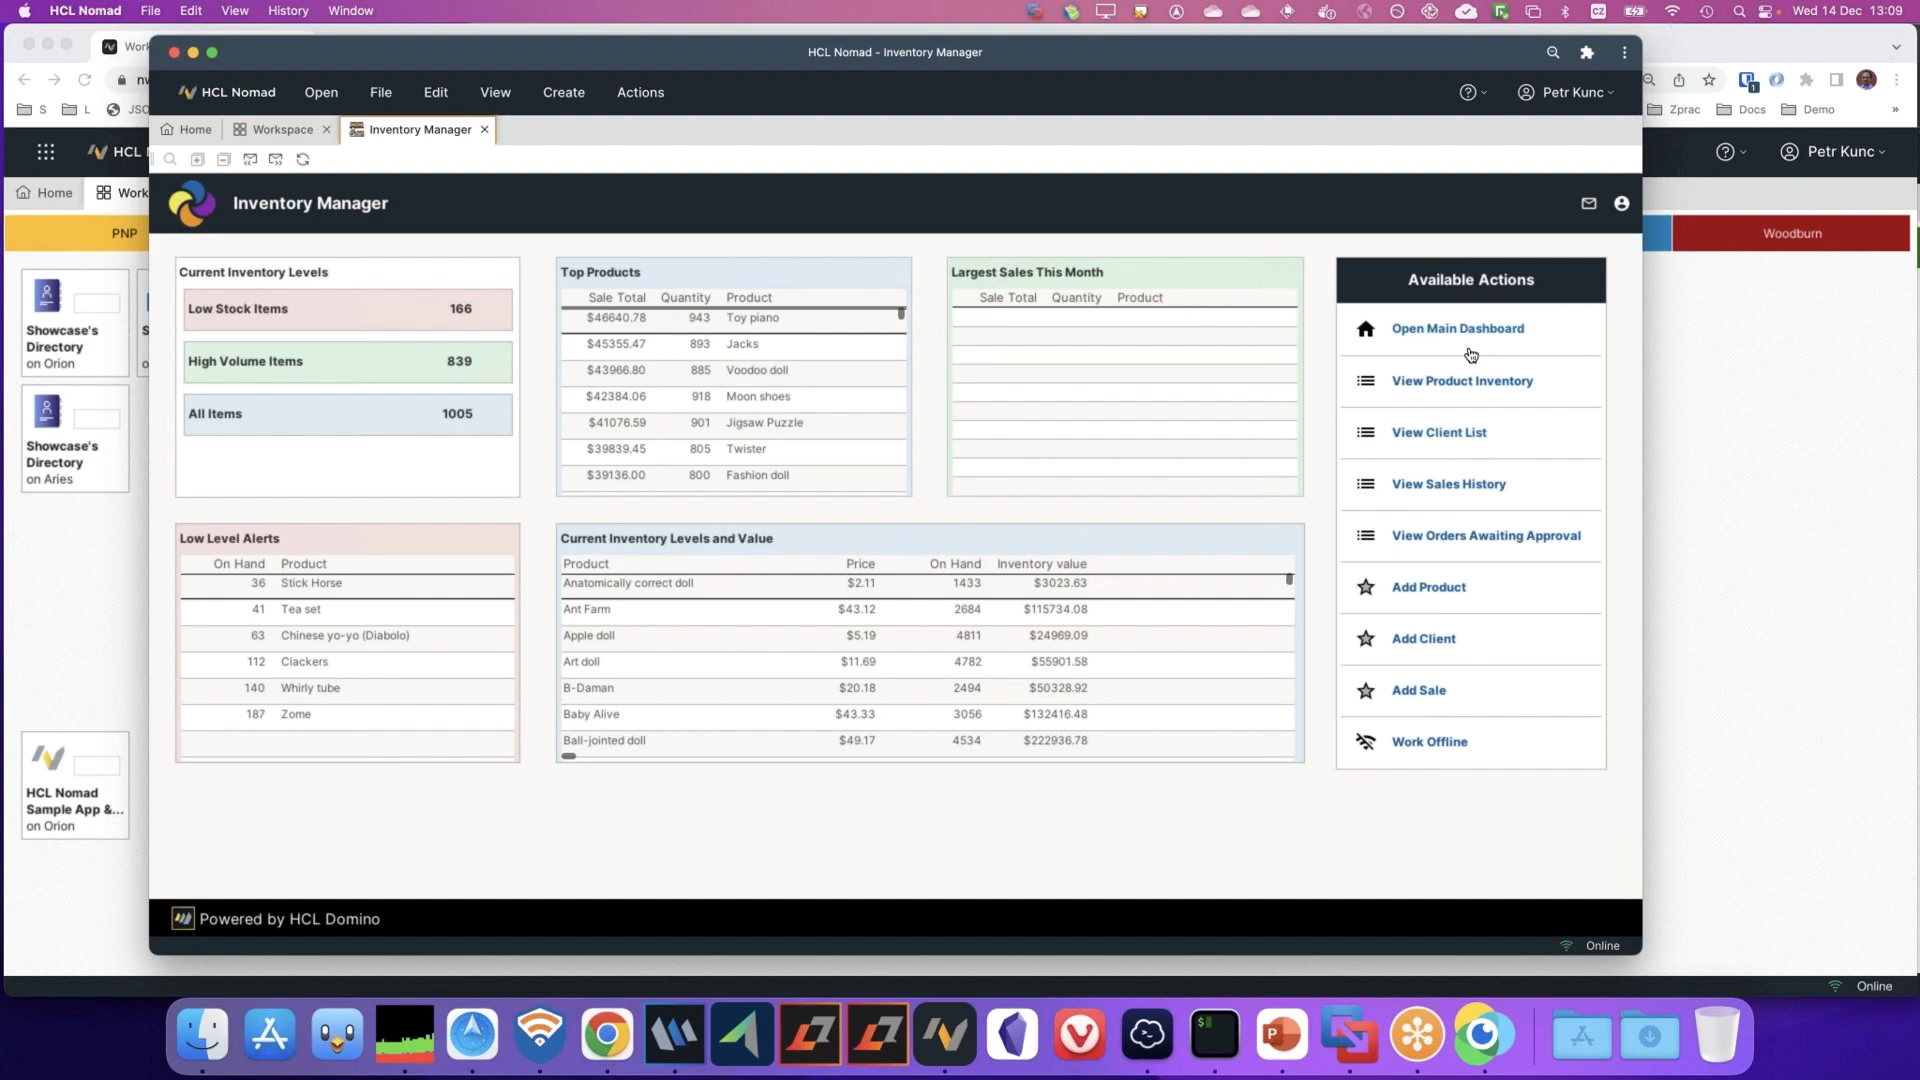 HCL Nomad File Edit View History Window
CZ Wed 14 Dec 13:09
HCL Nomad - Inventory Manager
HCL Nomad Open File Edit View Create Actions
Petr Kunc
Home Workspace Inventory Manager
Inventory Manager
Work
nw
S L JSO
Zprac Docs Demo
HCL
Petr Kunc
Home Work
PNP
Woodburn
Showcase's
Directory
on Orion
S
Showcase's
Directory
on Aries
HCL Nomad
Sample App &...
on Orion
Current Inventory Levels
Low Stock Items 166
High Volume Items 839
All Items 1005
Top Products
Sale Total Quantity Product
$46640.78 943 Toy piano
$45355.47 893 Jacks
$43966.80 885 Voodoo doll
$42384.06 918 Moon shoes
$41076.59 901 Jigsaw Puzzle
$39839.45 805 Twister
$39136.00 800 Fashion doll
Largest Sales This Month
Sale Total Quantity Product
Available Actions
Open Main Dashboard
View Product Inventory
View Client List
View Sales History
View Orders Awaiting Approval
Add Product
Add Client
Add Sale
Work Offline
Low Level Alerts
On Hand Product
36 Stick Horse
41 Tea set
63 Chinese yo-yo (Diabolo)
112 Clackers
140 Whirly tube
187 Zome
Current Inventory Levels and Value
Product Price On Hand Inventory value
Anatomically correct doll $2.11 1433 $3023.63
Ant Farm $43.12 2684 $115734.08
Apple doll $5.19 4811 $24969.09
Art doll $11.69 4782 $55901.58
B-Daman $20.18 2494 $50328.92
Baby Alive $43.33 3056 $132416.48
Ball-jointed doll $49.17 4534 $222936.78
Powered by HCL Domino
Online
Online